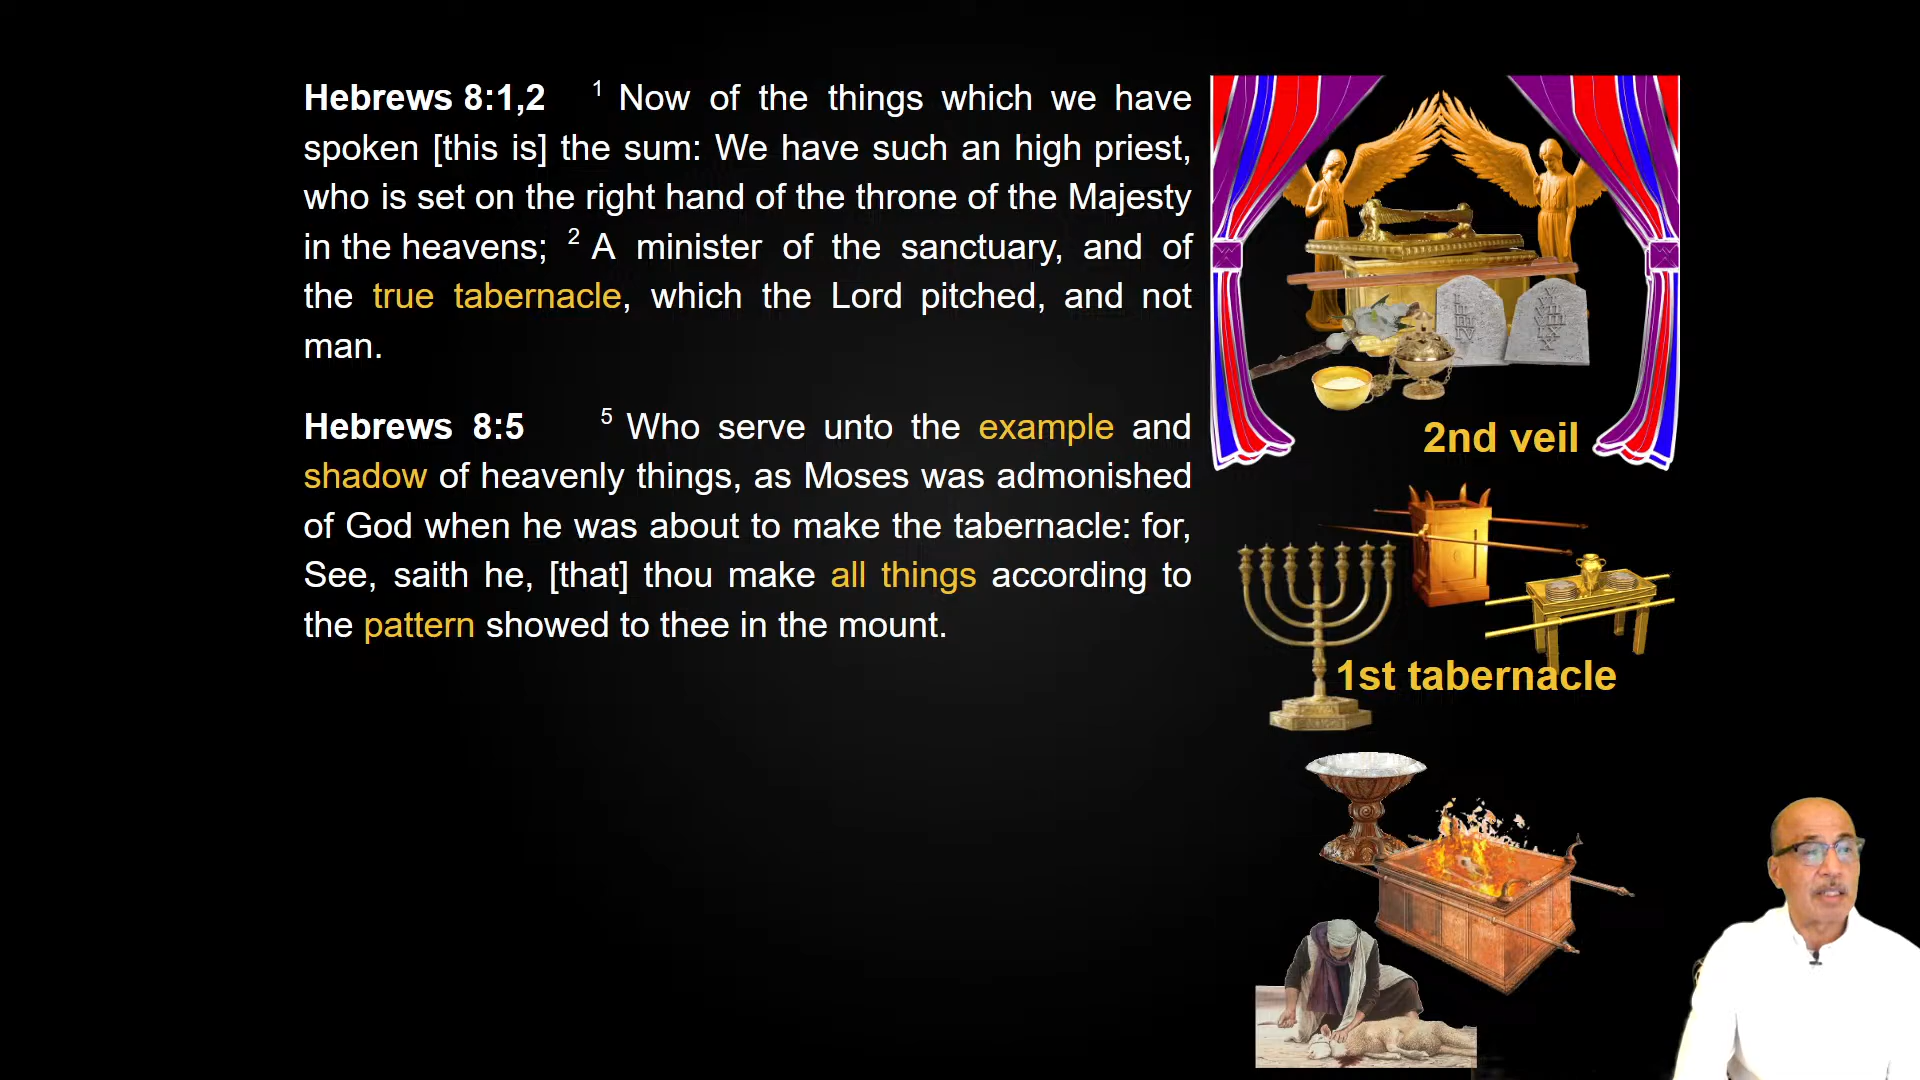 Hebrews 8:1,2 1 Now of the things which we have
spoken [this is] the sum: We have such an high priest,
who is set on the right hand of the throne of the Majesty
in the heavens; 2 A minister of the sanctuary, and of
the true tabernacle, which the Lord pitched, and not
man.
Hebrews 8:5 5 Who serve unto the example and
shadow of heavenly things, as Moses was admonished
of God when he was about to make the tabernacle: for,
See, saith he, [that] thou make all things according to
the pattern showed to thee in the mount.
2nd veil
1st tabernacle